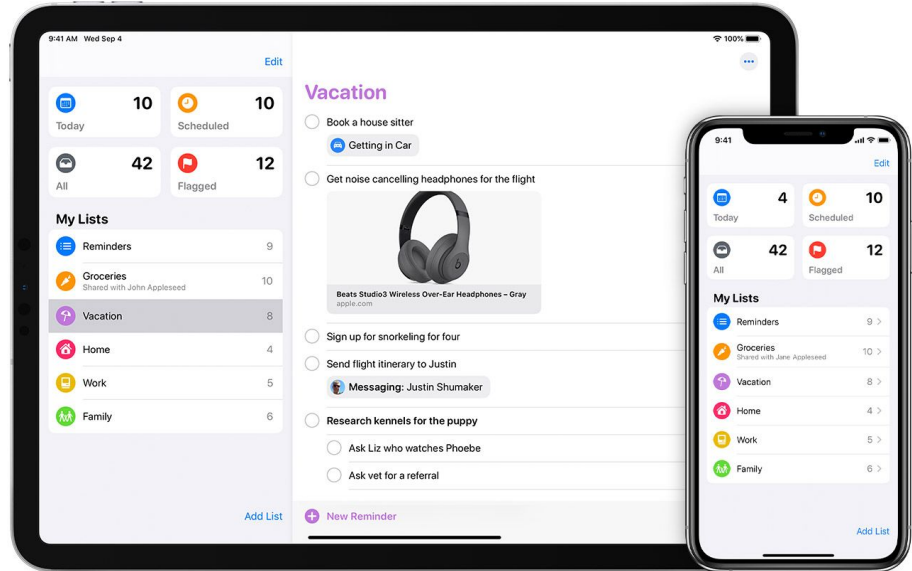 9:41 AM Wed Sep 4
100%
Edit
10
Today
10
Scheduled
42
All
12
Flagged
My Lists
Reminders 9
Groceries
Shared with John Appleseed
10
Vacation 8
Home 4
Work 5
Family 6
Add List
Vacation
Book a house sitter
Getting in Car
Get noise cancelling headphones for the flight
Beats Studio3 Wireless Over-Ear Headphones – Gray
apple.com
Sign up for snorkeling for four
Send flight itinerary to Justin
Messaging: Justin Shumaker
Research kennels for the puppy
Ask Liz who watches Phoebe
Ask vet for a referral
New Reminder
9:41
Edit
4
Today
10
Scheduled
42
All
12
Flagged
My Lists
Reminders 9
Groceries
Shared with Jane Appleseed
10
Vacation 8
Home 4
Work 5
Family 6
Add List